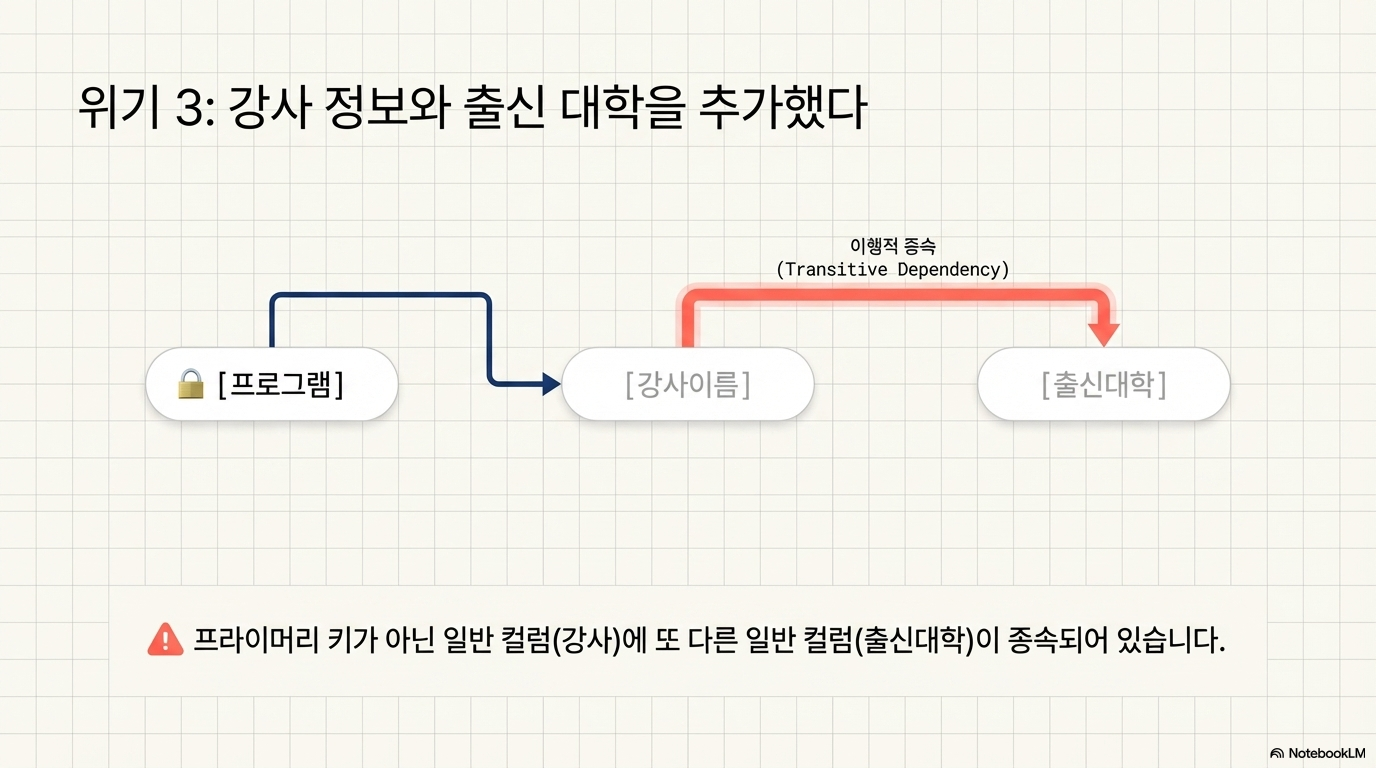 위기 3: 강사 정보와 출신 대학을 추가했다
이행적 종속
(Transitive Dependency)
[프로그램]
[강사이름]
[출신대학]
프라이머리 키가 아닌 일반 컬럼(강사)에 또 다른 일반 컬럼(출신대학)이 종속되어 있습니다.
NotebookLM